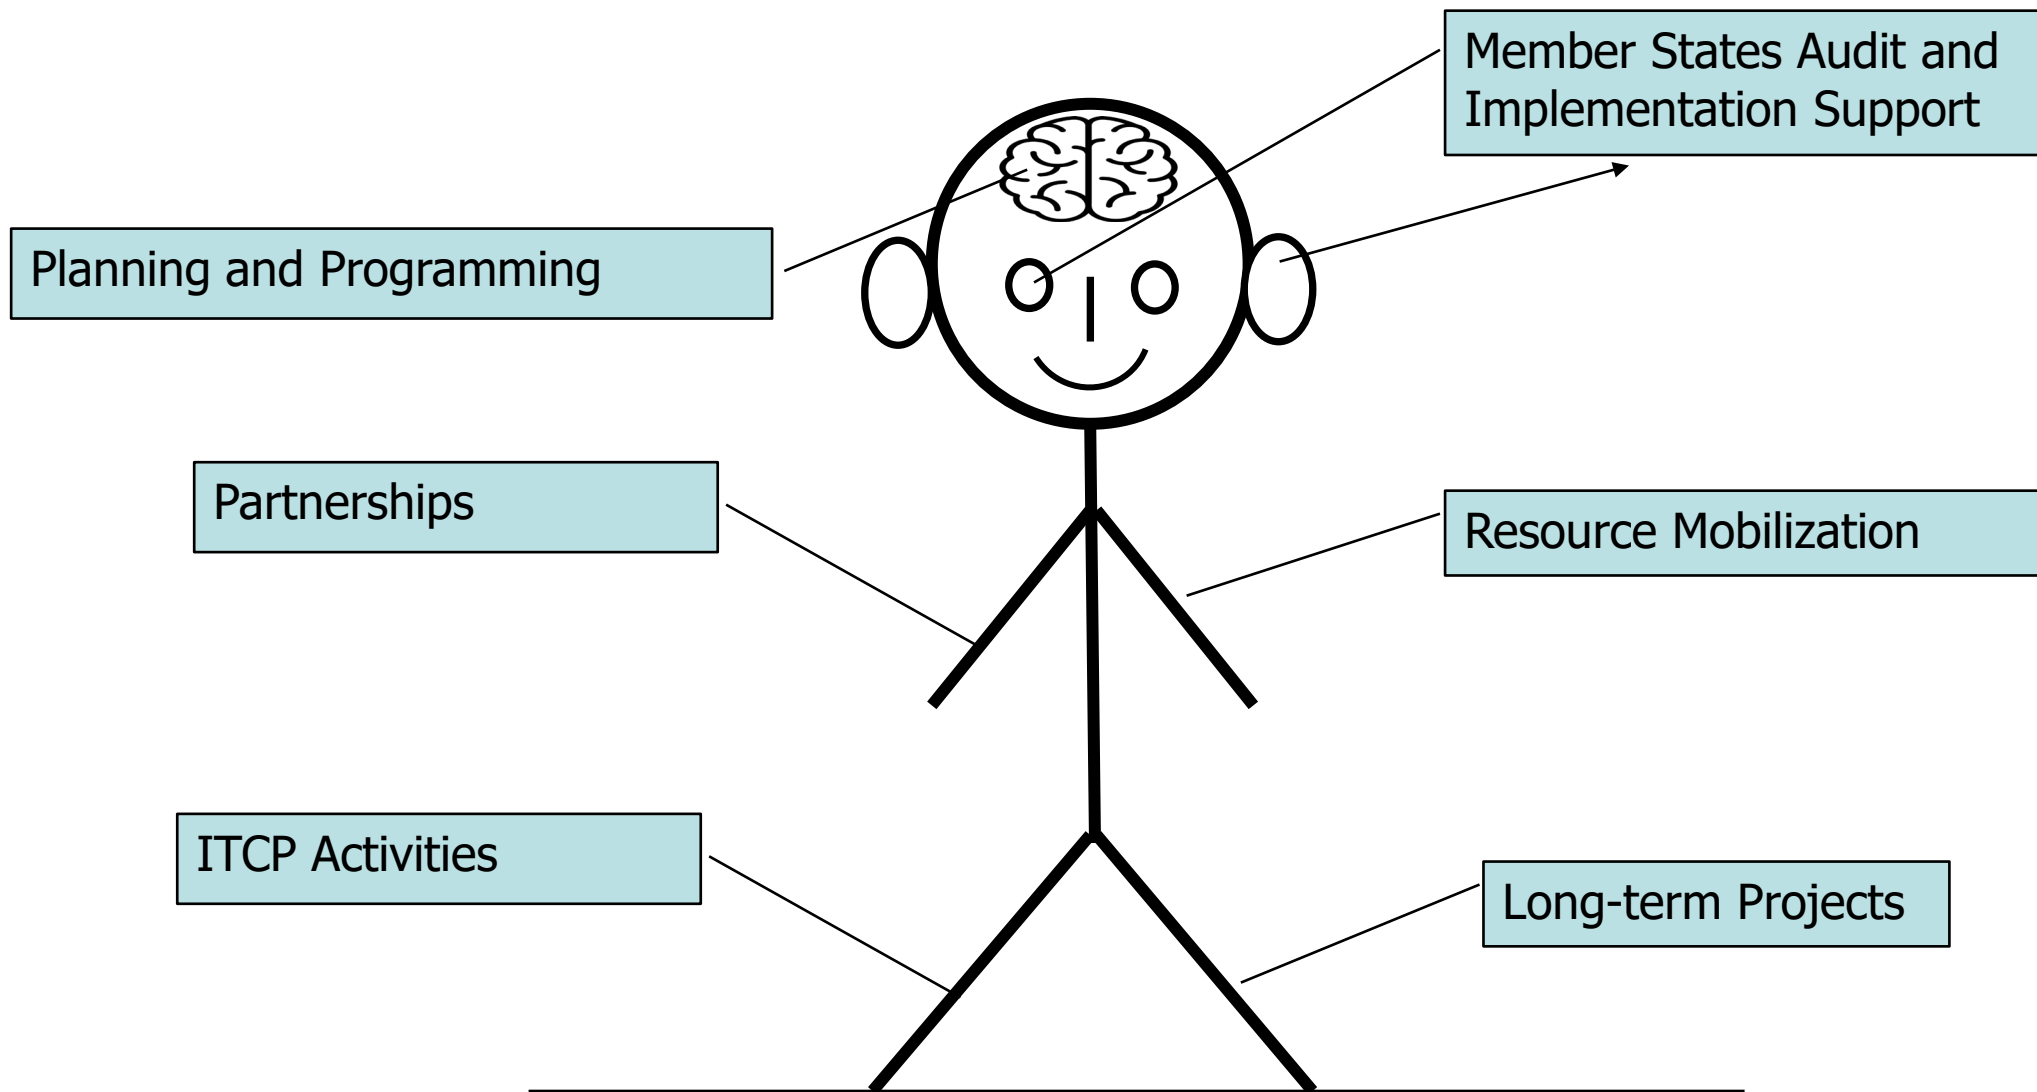 Member States Audit and
Implementation Support
Planning and Programming
Partnerships
Resource Mobilization
ITCP Activities
Long-term Projects